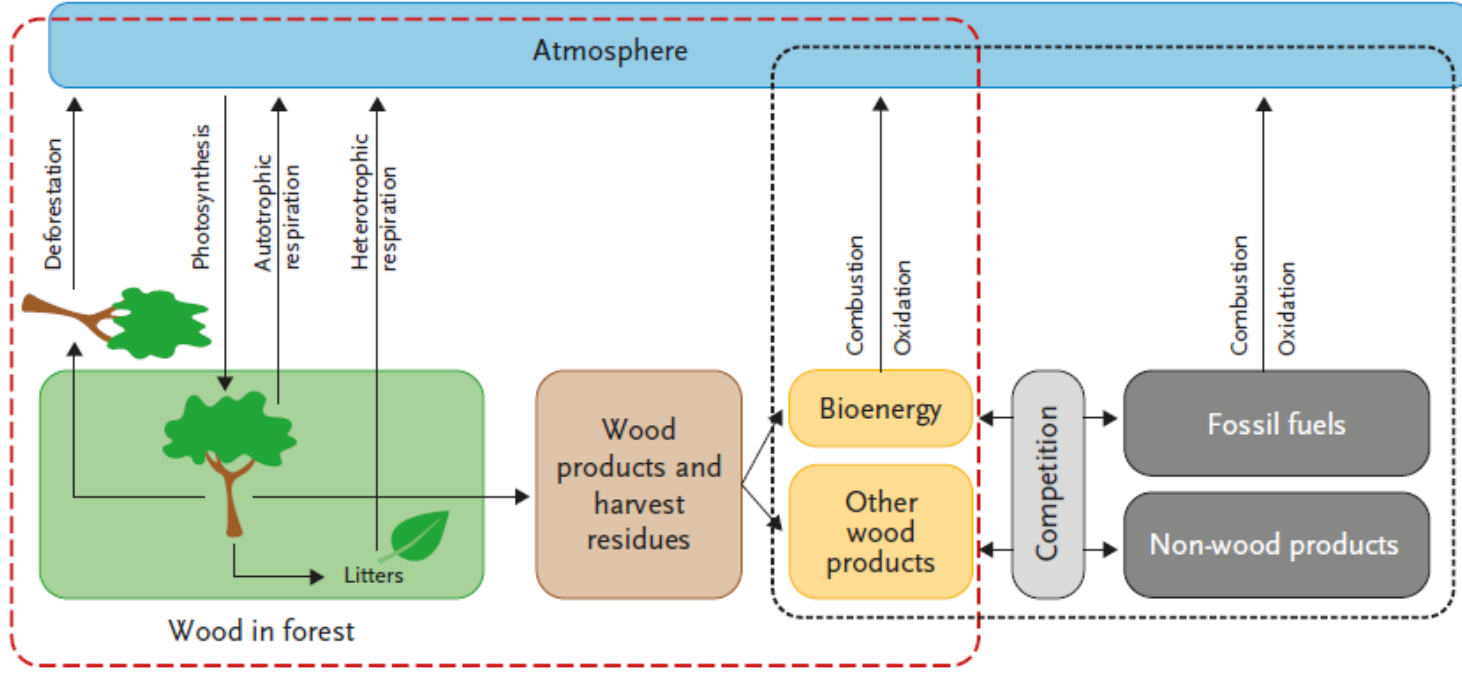 Atmosphere
Deforestation
Photosynthesis
Autotrophic
respiration
Heterotrophic
respiration
Combustion
Oxidation
Combustion
Oxidation
Wood
products and
harvest
residues
Bioenergy
Other
wood
products
Competition
Fossil fuels
Non-wood products
Litters
Wood in forest